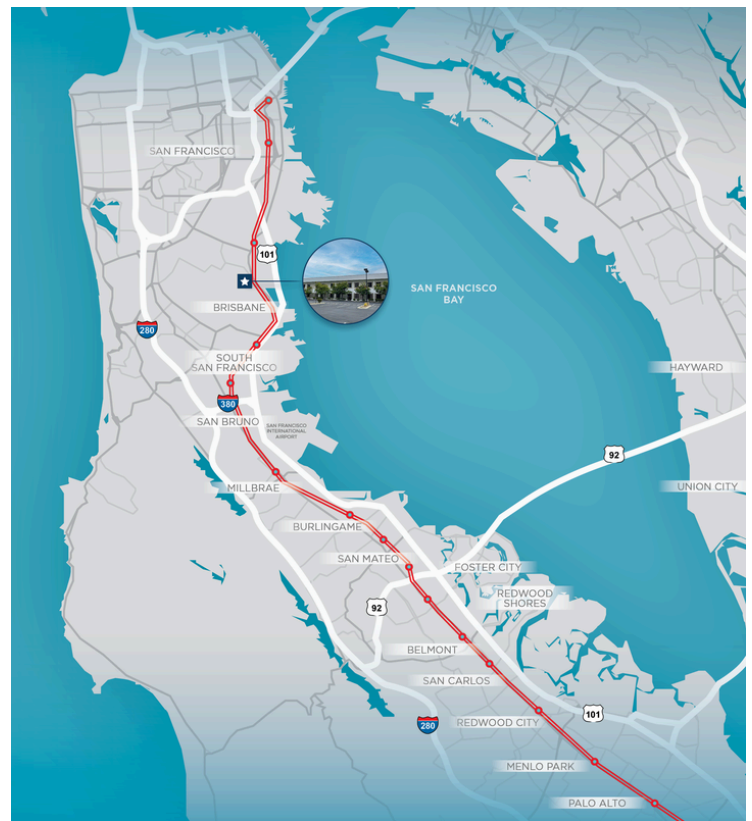 SAN FRANCISCO
101
SAN FRANCISCO
BAY
BRISBANE
280
SOUTH
SAN FRANCISCO
HAYWARD
380
SAN BRUNO
SAN FRANCISCO
INTERNATIONAL
AIRPORT
92
MILLBRAE
UNION CITY
BURLINGAME
SAN MATEO
FOSTER CITY
REDWOOD
SHORES
92
BELMONT
SAN CARLOS
REDWOOD CITY
101
280
MENLO PARK
PALO ALTO